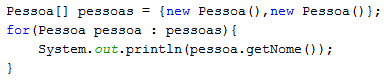 Pessoa[] pessoas = {new Pessoa(),new Pessoa()};
for(Pessoa pessoa : pessoas){
    System.out.println(pessoa.getNome());
}